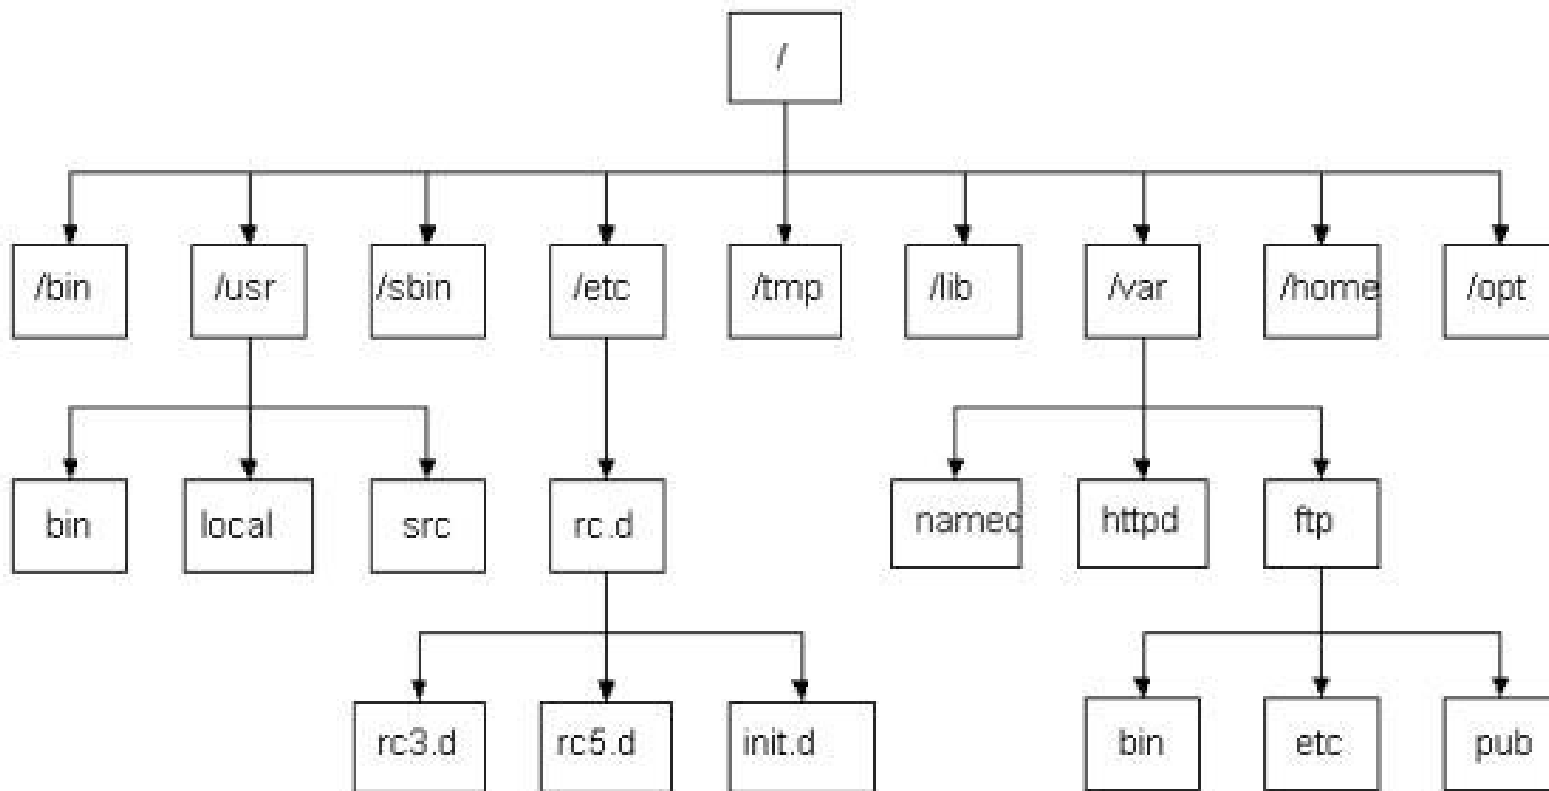 /
/bin /usr /sbin /etc /tmp /lib /var /home /opt
bin local src rc.d named httpd ftp
rc3.d rc5.d init.d bin etc pub